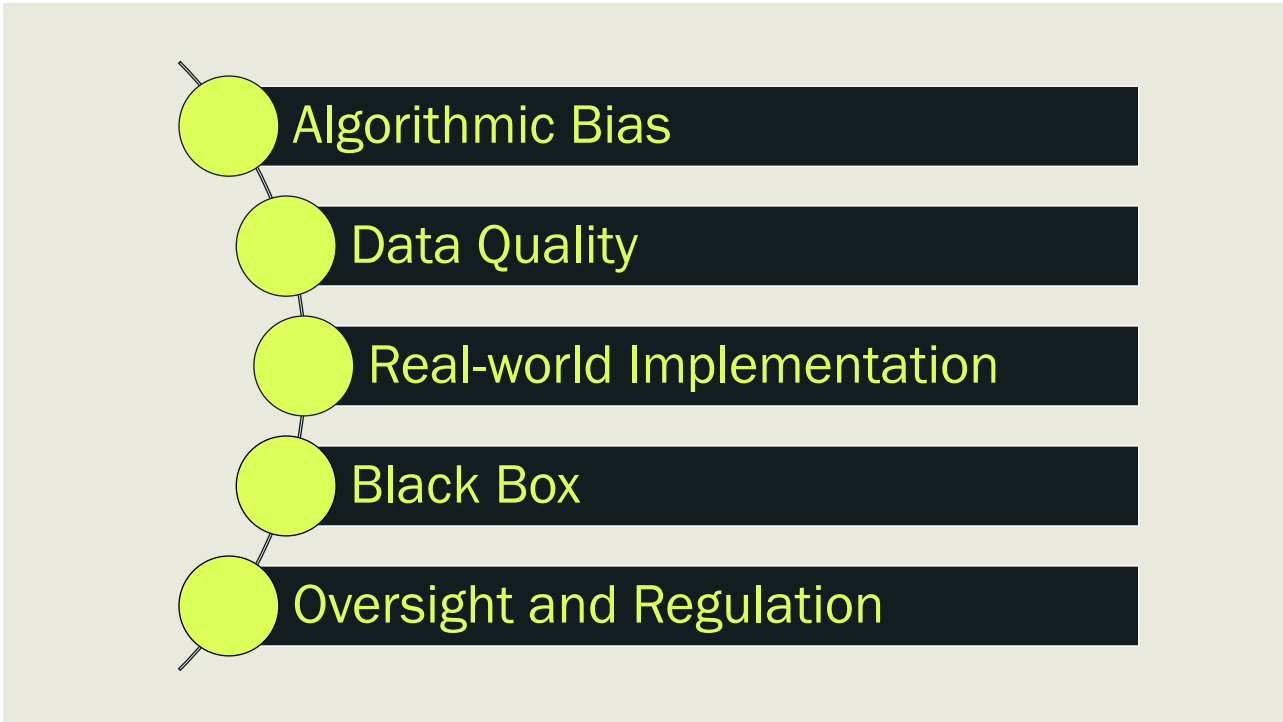 Algorithmic Bias
Data Quality
Real-world Implementation
Black Box
Oversight and Regulation